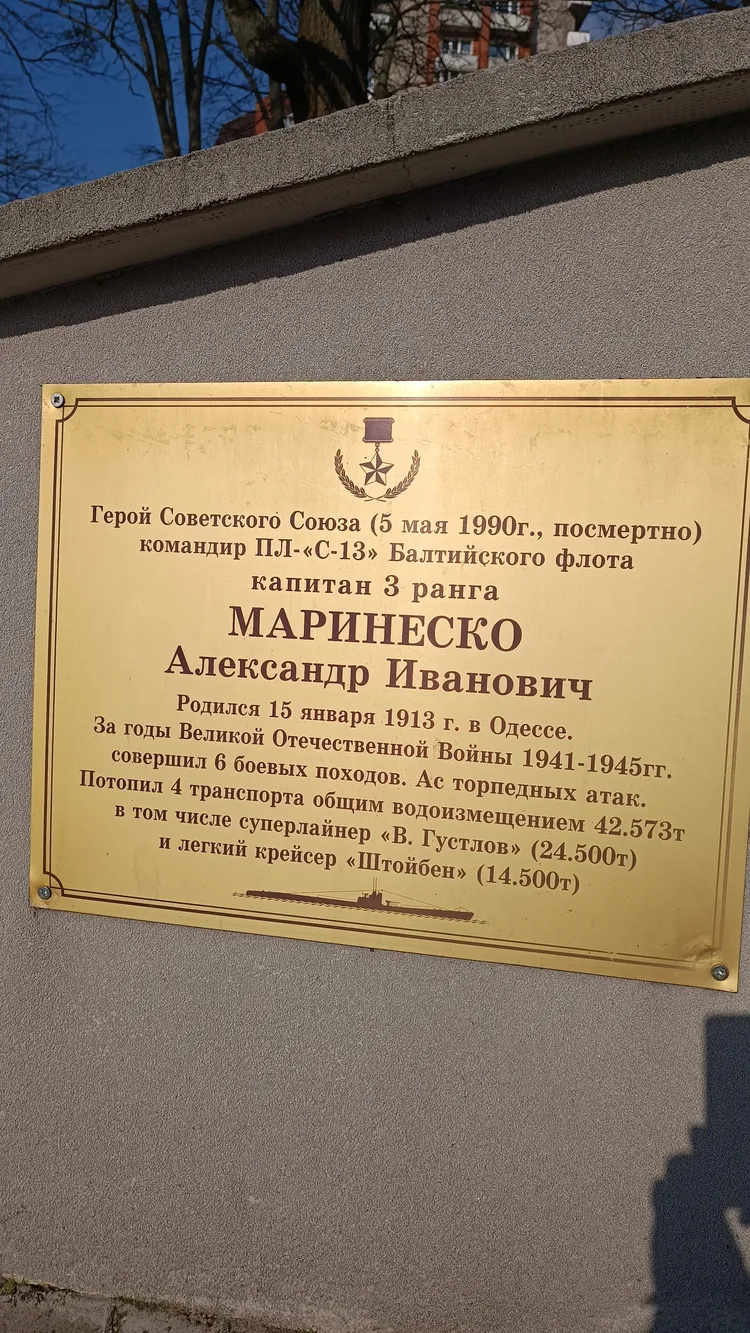 Герой Советского Союза (5 мая 1990г., посмертно)
командир ПЛ-«С-13» Балтийского флота
капитан 3 ранга
МАРИНЕСКО
Александр Иванович
Родился 15 января 1913 г. в Одессе.
За годы Великой Отечественной Войны 1941-1945гг.
совершил 6 боевых походов. Ас торпедных атак.
Потопил 4 транспорта общим водоизмещением 42.573т
в том числе суперлайнер «В. Густлов» (24.500т)
и легкий крейсер «Штойбен» (14.500т)